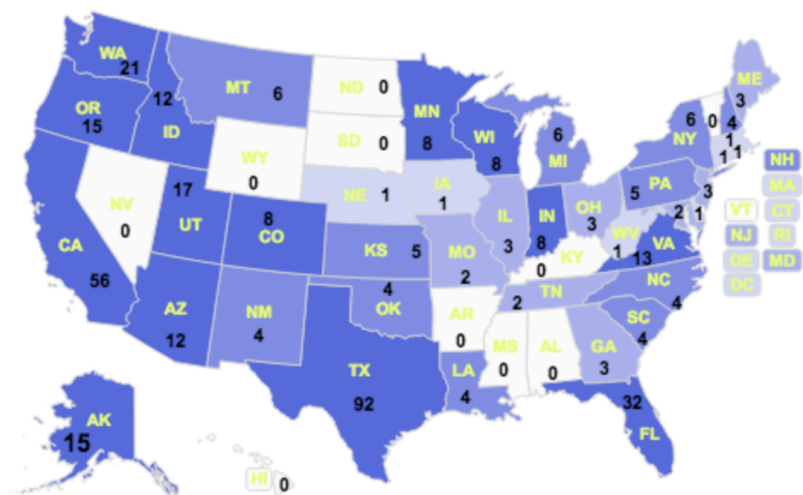 WA
21
OR
15
12
ID
MT 6
ND 0
SD 0
WY
0
NV
0
CA
56
17
UT
8
CO
AZ
12
NM
4
NE 1
KS 5
4
OK
TX
92
MN
8
IA
1
MO
2
AR
0
LA
4
WI
8
IL
3
6
MI
IN
8
OH
3
0 KY
2 TN
MS
0
AL
0
GA
3
32
FL
SC
4
NC
4
13 VA
WV
1
5 PA
6
NY
0
4
ME
3
1
1
1
3
2
1
NH
MA
VT CT
NJ RI
DE MD
DC
AK
15
HI 0